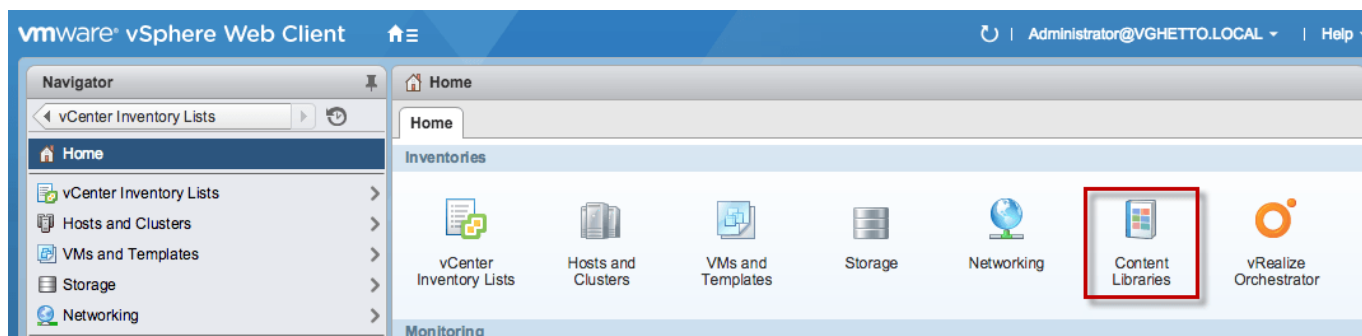 vmware® vSphere Web Client
Administrator@VGHETTO.LOCAL
Help
Navigator
Home
vCenter Inventory Lists
Home
Home
Inventories
vCenter Inventory Lists
Hosts and Clusters
VMs and Templates
Storage
Networking
vCenter
Inventory Lists
Hosts and
Clusters
VMs and
Templates
Storage
Networking
Content
Libraries
vRealize
Orchestrator
Monitoring